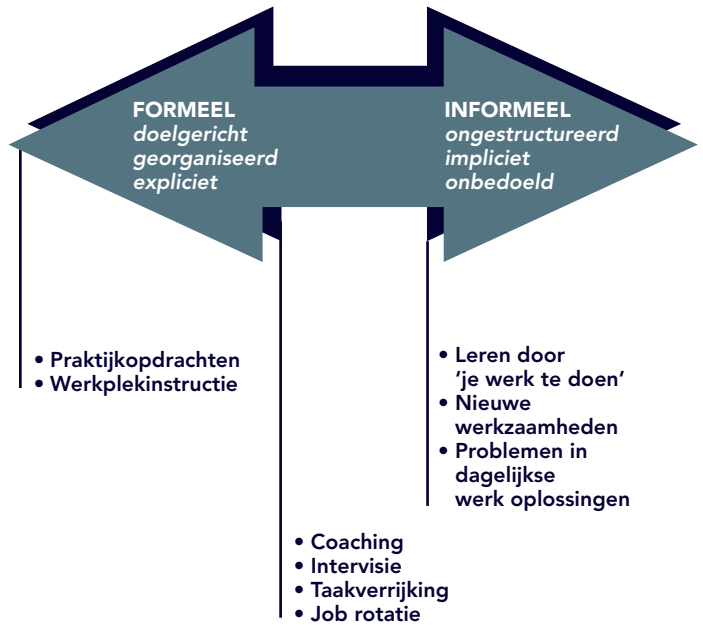 FORMEEL
doelgericht
georganiseerd
expliciet
INFORMEEL
ongestructureerd
impliciet
onbedoeld
• Praktijkopdrachten
• Werkplekinstructie
• Leren door
'je werk te doen'
• Nieuwe
werkzaamheden
• Problemen in
dagelijkse
werk oplossingen
• Coaching
• Intervisie
• Taakverrijking
• Job rotatie